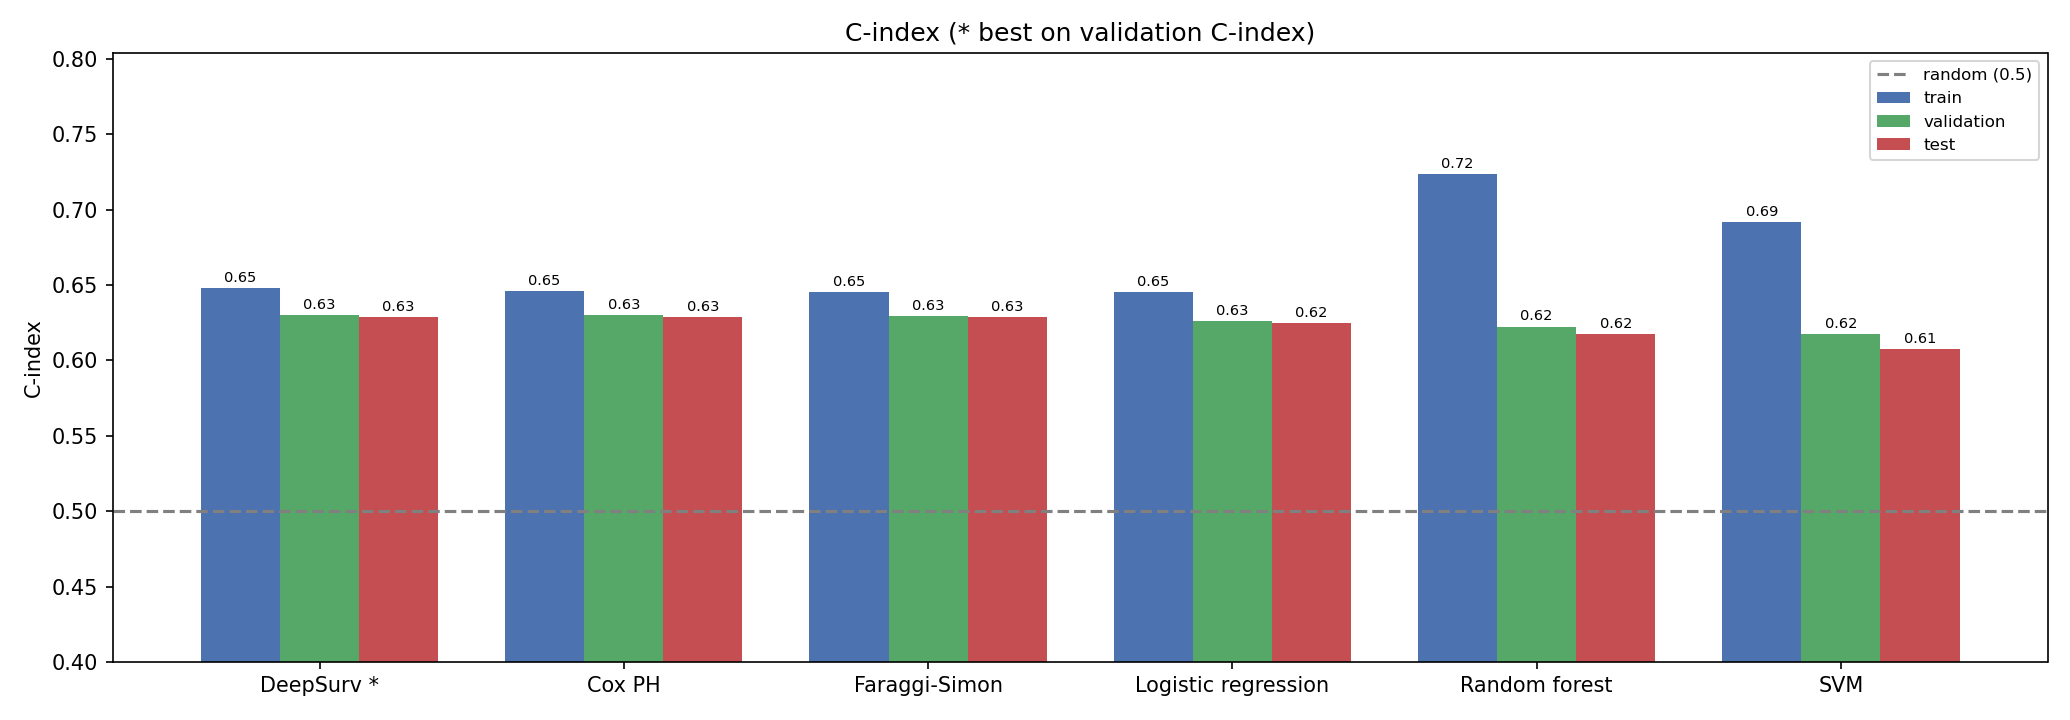 C-index (* best on validation C-index)
random (0.5)
train
validation
test
C-index
0.80
0.75
0.70
0.65
0.60
0.55
0.50
0.45
0.40
0.65 0.63 0.63
0.65 0.63 0.63
0.65 0.63 0.63
0.65 0.63 0.62
0.72 0.62 0.62
0.69 0.62 0.61
DeepSurv * Cox PH Faraggi-Simon Logistic regression Random forest SVM